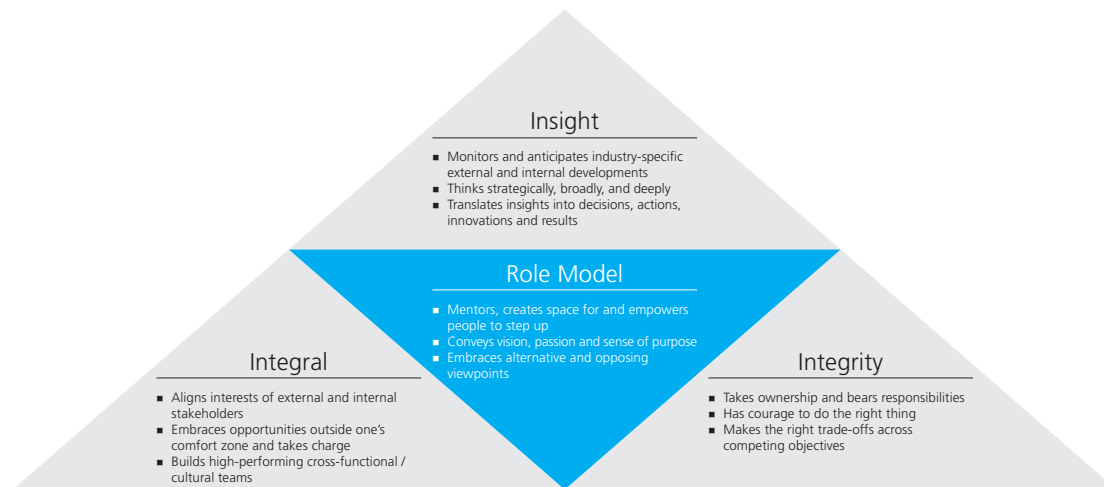 Insight
▪ Monitors and anticipates industry-specific
external and internal developments
▪ Thinks strategically, broadly, and deeply
▪ Translates insights into decisions, actions,
innovations and results
Role Model
▪ Mentors, creates space for and empowers
people to step up
▪ Conveys vision, passion and sense of purpose
▪ Embraces alternative and opposing
viewpoints
Integral
▪ Aligns interests of external and internal
stakeholders
▪ Embraces opportunities outside one’s
comfort zone and takes charge
▪ Builds high-performing cross-functional /
cultural teams
Integrity
▪ Takes ownership and bears responsibilities
▪ Has courage to do the right thing
▪ Makes the right trade-offs across
competing objectives